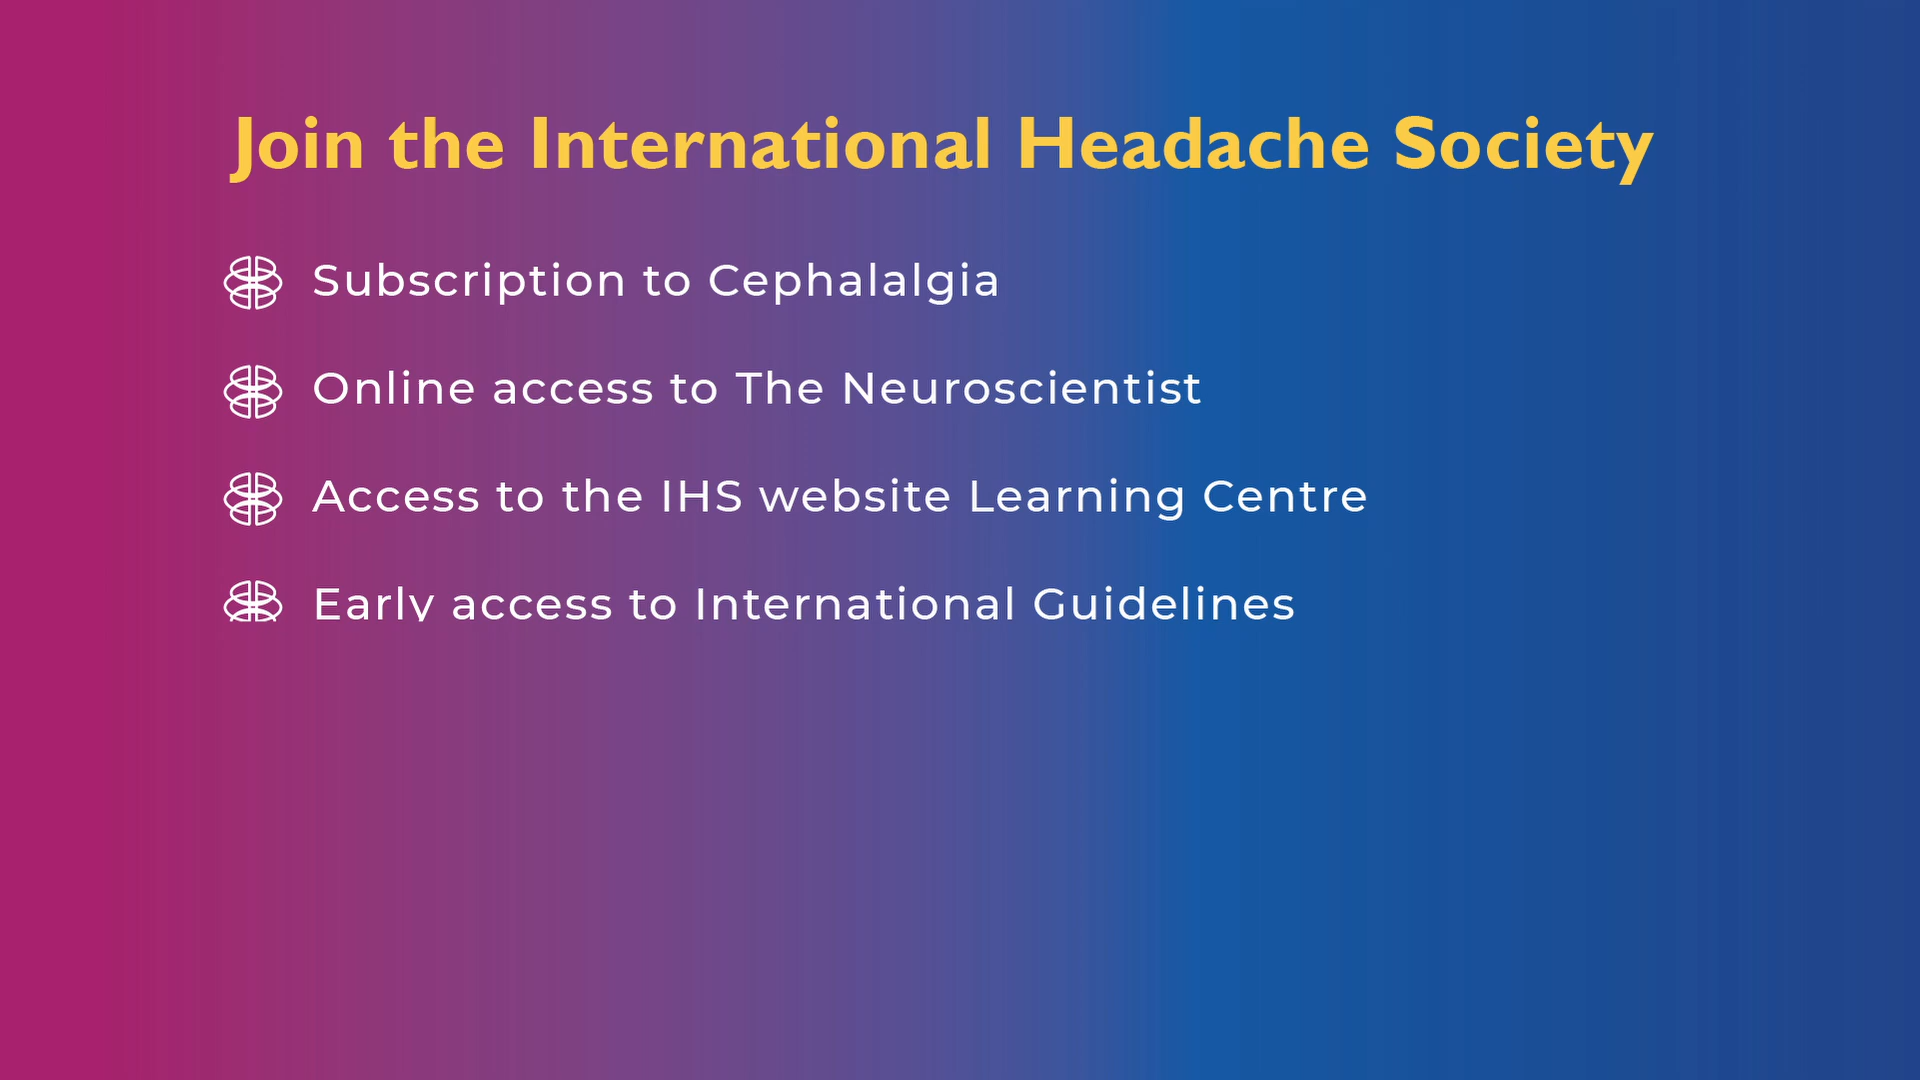 Join the International Headache Society
Subscription to Cephalalgia
Online access to The Neuroscientist
Access to the IHS website Learning Centre
Early access to International Guidelines